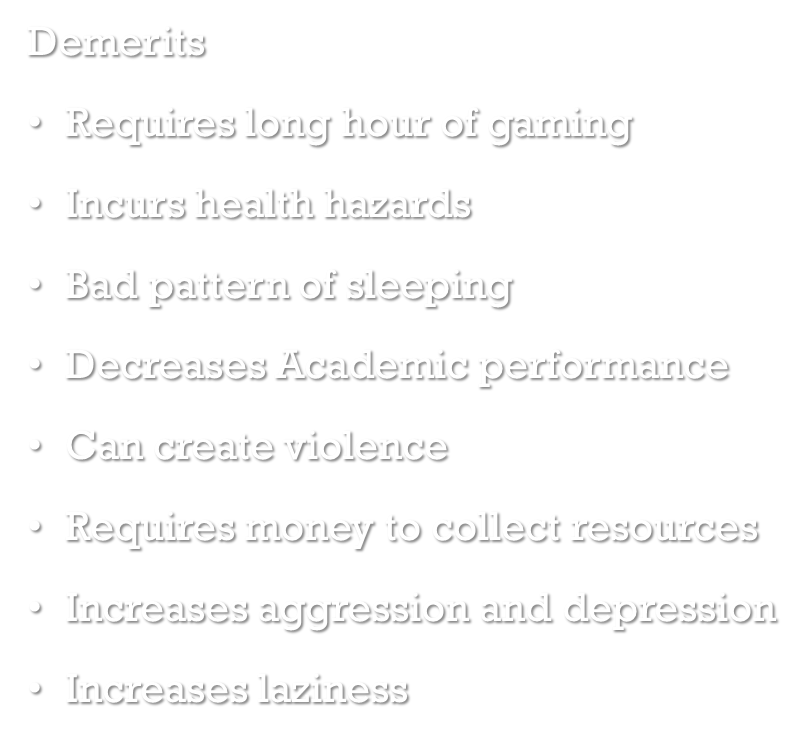 Demerits
• Requires long hour of gaming
• Incurs health hazards
• Bad pattern of sleeping
• Decreases Academic performance
• Can create violence
• Requires money to collect resources
• Increases aggression and depression
• Increases laziness